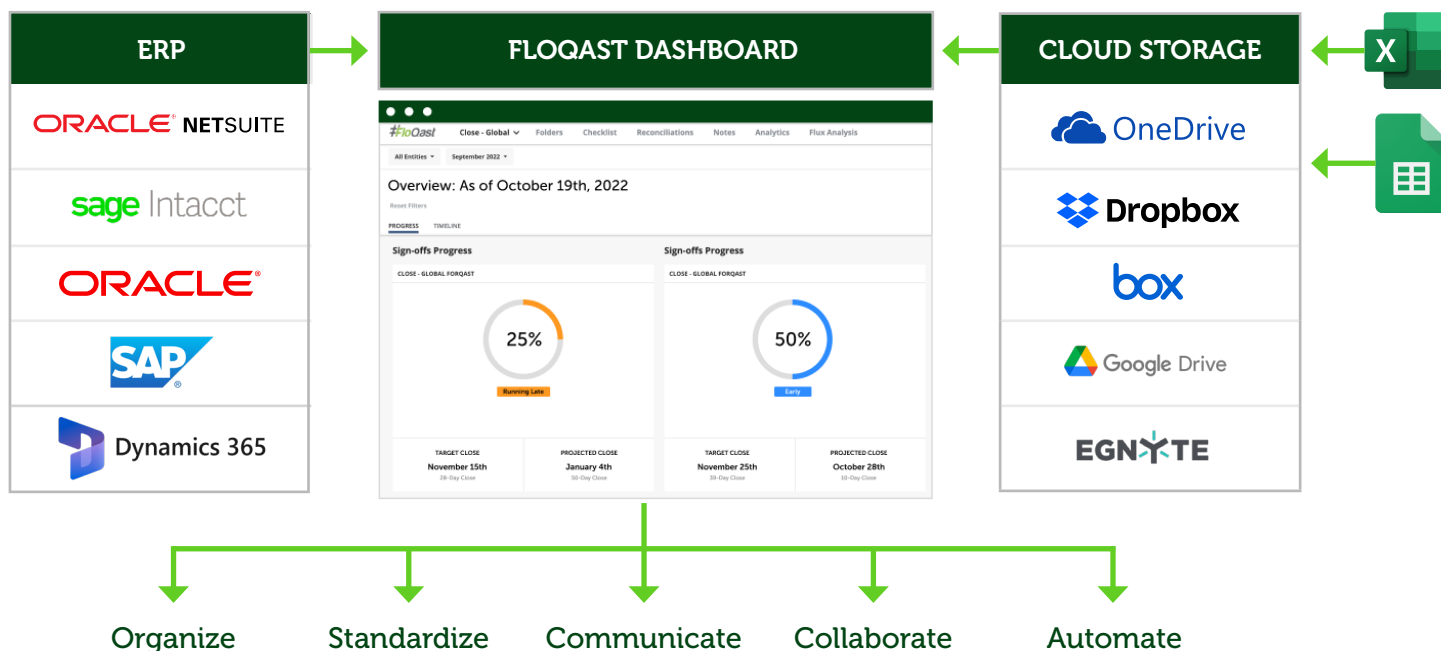 ERP
FLOQAST DASHBOARD
CLOUD STORAGE
X
ORACLE® NETSUITE
sage Intacct
ORACLE®
SAP®
Dynamics 365
#FloQast
Close - Global
Folders
Checklist
Reconciliations
Notes
Analytics
Flux Analysis
All Entities
September 2022
Overview: As of October 19th, 2022
Reset Filters
PROGRESS
TIMELINE
Sign-offs Progress
CLOSE - GLOBAL FORQAST
25%
Running Late
TARGET CLOSE
November 15th
28-Day Close
PROJECTED CLOSE
January 4th
50-Day Close
Sign-offs Progress
CLOSE - GLOBAL FORQAST
50%
Early
TARGET CLOSE
November 25th
39-Day Close
PROJECTED CLOSE
October 28th
10-Day Close
OneDrive
Dropbox
box
Google Drive
EGNYTE
Organize
Standardize
Communicate
Collaborate
Automate